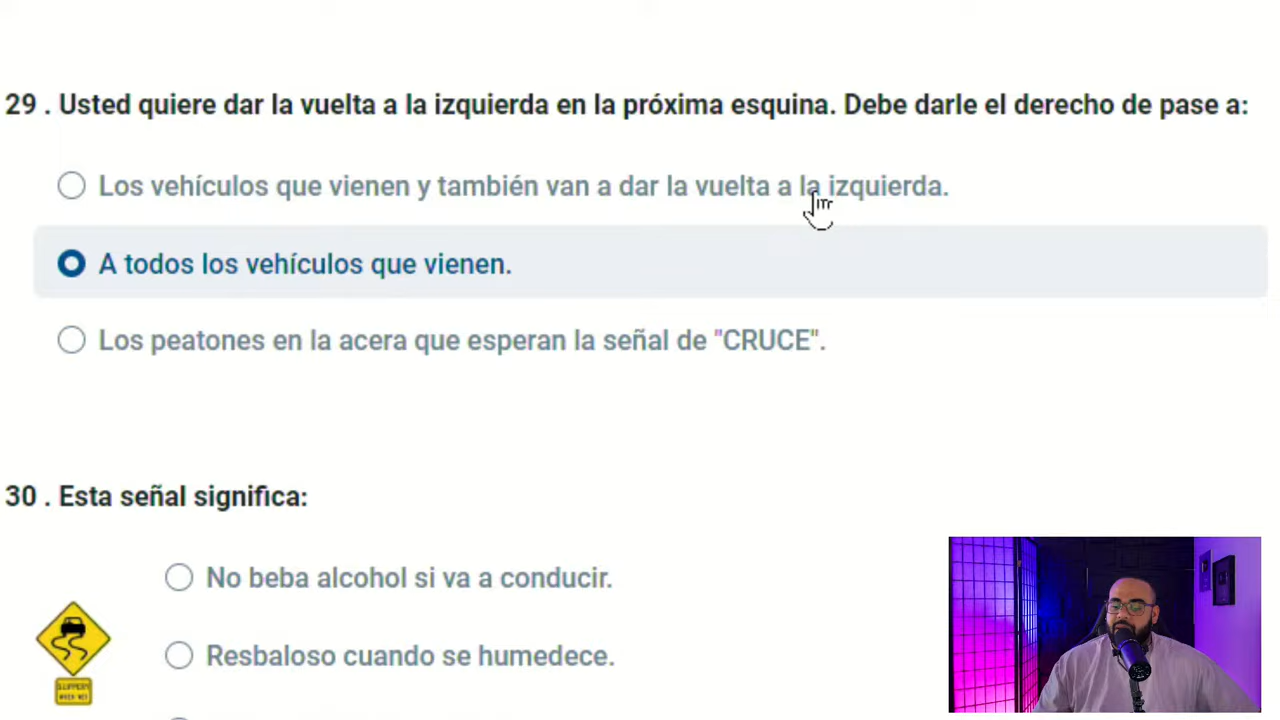 29 . Usted quiere dar la vuelta a la izquierda en la próxima esquina. Debe darle el derecho de pase a:
Los vehículos que vienen y también van a dar la vuelta a la izquierda.
A todos los vehículos que vienen.
Los peatones en la acera que esperan la señal de "CRUCE".
30 . Esta señal significa:
No beba alcohol si va a conducir.
Resbaloso cuando se humedece.
SLIPPERY
WHEN WET